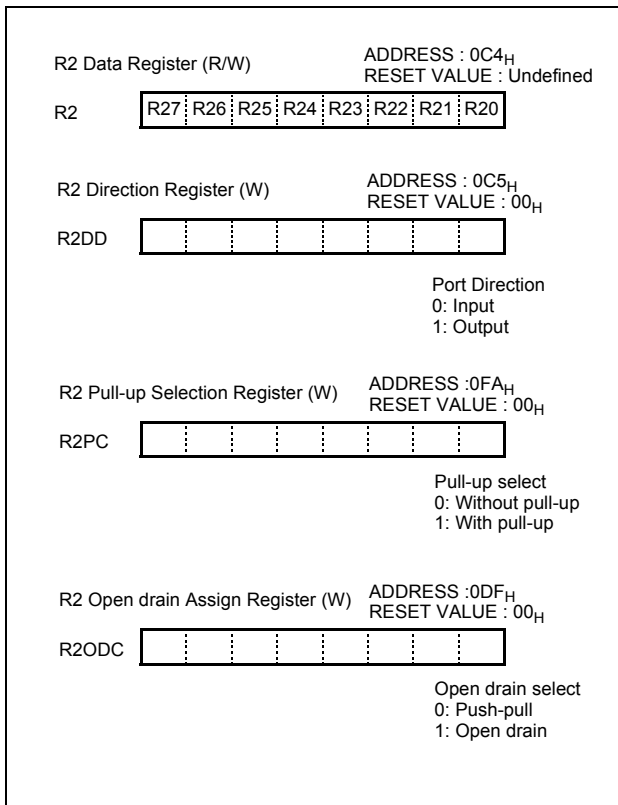 R2 Data Register (R/W) ADDRESS : 0C4H
RESET VALUE : Undefined
R2 R27 R26 R25 R24 R23 R22 R21 R20
R2 Direction Register (W) ADDRESS : 0C5H
RESET VALUE : 00H
R2DD
Port Direction
0: Input
1: Output
R2 Pull-up Selection Register (W) ADDRESS :0FAH
RESET VALUE : 00H
R2PC
Pull-up select
0: Without pull-up
1: With pull-up
R2 Open drain Assign Register (W) ADDRESS :0DFH
RESET VALUE : 00H
R2ODC
Open drain select
0: Push-pull
1: Open drain